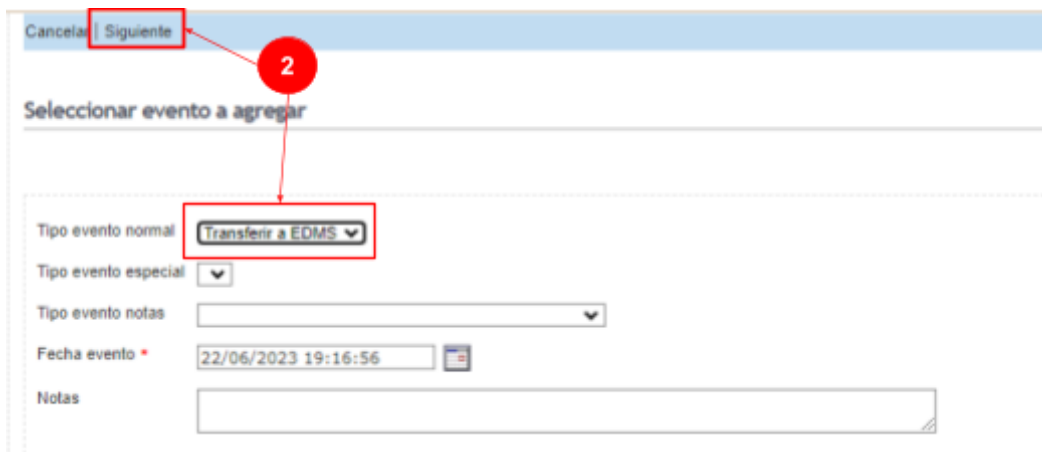 Cancelar | Siguiente
2
Seleccionar evento a agregar
Tipo evento normal Transferir a EDMS
Tipo evento especial
Tipo evento notas
Fecha evento • 22/06/2023 19:16:56
Notas